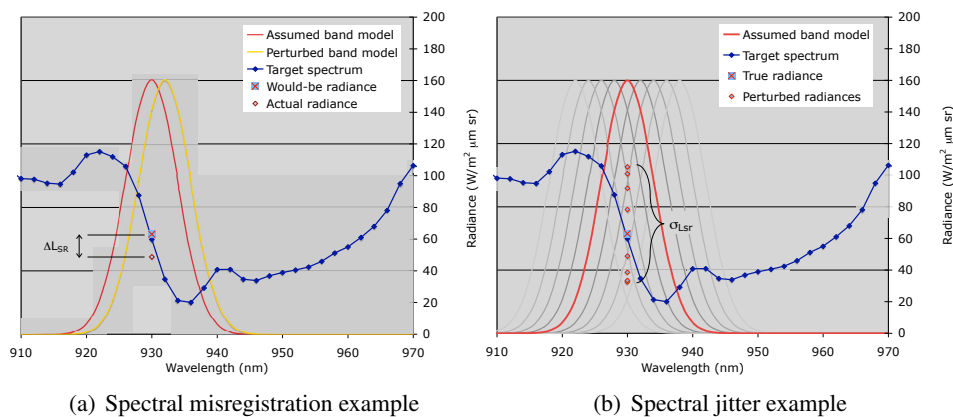 200
180
160
140
120
100
80
60
40
20
0
Radiance (W/m² µm sr)
Assumed band model
Perturbed band model
Target spectrum
Would-be radiance
Actual radiance
ΔL_SR
910 920 930 940 950 960 970
Wavelength (nm)
(a) Spectral misregistration example
200
180
160
140
120
100
80
60
40
20
0
Radiance (W/m² µm sr)
Assumed band model
Target spectrum
True radiance
Perturbed radiances
σ_Lsr
910 920 930 940 950 960 970
Wavelength (nm)
(b) Spectral jitter example